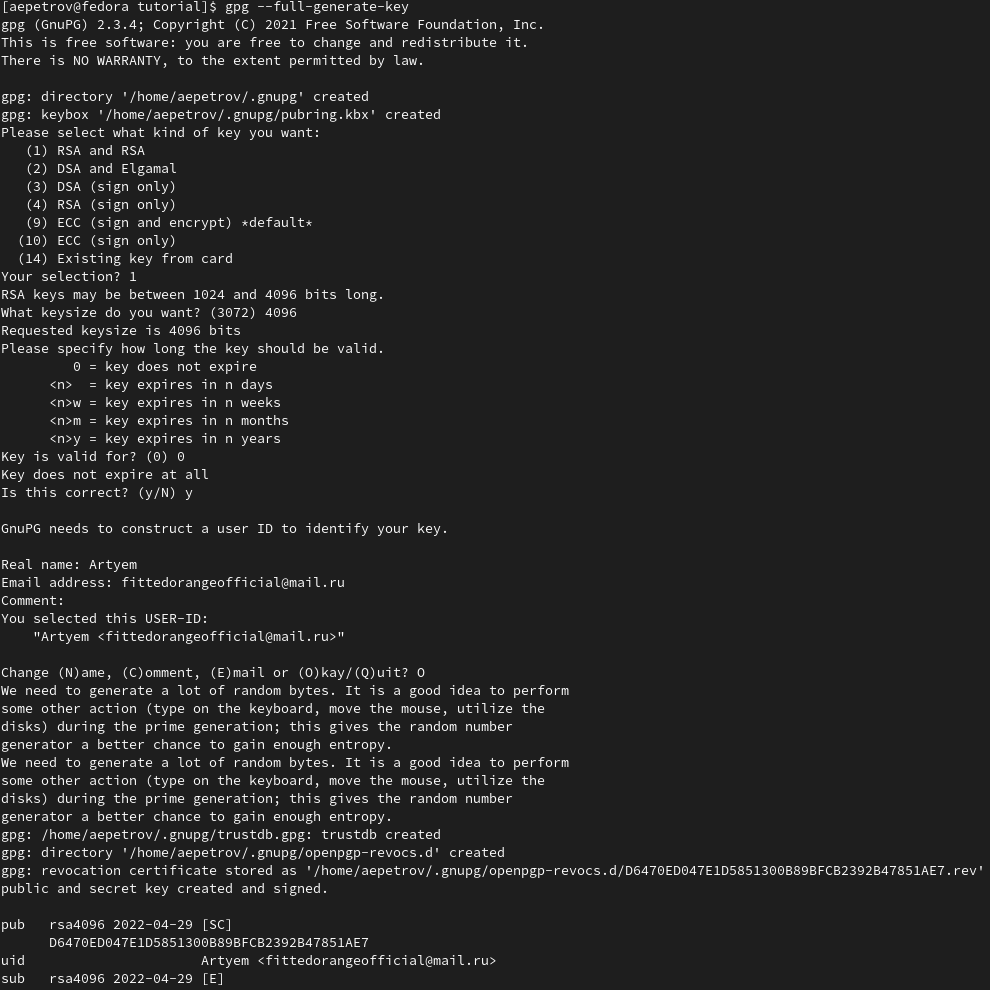 [aepetrov@fedora tutorial]$ gpg --full-generate-key
gpg (GnuPG) 2.3.4; Copyright (C) 2021 Free Software Foundation, Inc.
This is free software: you are free to change and redistribute it.
There is NO WARRANTY, to the extent permitted by law.

gpg: directory '/home/aepetrov/.gnupg' created
gpg: keybox '/home/aepetrov/.gnupg/pubring.kbx' created
Please select what kind of key you want:
   (1) RSA and RSA
   (2) DSA and Elgamal
   (3) DSA (sign only)
   (4) RSA (sign only)
   (9) ECC (sign and encrypt) *default*
  (10) ECC (sign only)
  (14) Existing key from card
Your selection? 1
RSA keys may be between 1024 and 4096 bits long.
What keysize do you want? (3072) 4096
Requested keysize is 4096 bits
Please specify how long the key should be valid.
         0 = key does not expire
      <n>  = key expires in n days
      <n>w = key expires in n weeks
      <n>m = key expires in n months
      <n>y = key expires in n years
Key is valid for? (0) 0
Key does not expire at all
Is this correct? (y/N) y

GnuPG needs to construct a user ID to identify your key.

Real name: Artyem
Email address: fittedorangeofficial@mail.ru
Comment:
You selected this USER-ID:
    "Artyem <fittedorangeofficial@mail.ru>"

Change (N)ame, (C)omment, (E)mail or (O)kay/(Q)uit? O
We need to generate a lot of random bytes. It is a good idea to perform
some other action (type on the keyboard, move the mouse, utilize the
disks) during the prime generation; this gives the random number
generator a better chance to gain enough entropy.
We need to generate a lot of random bytes. It is a good idea to perform
some other action (type on the keyboard, move the mouse, utilize the
disks) during the prime generation; this gives the random number
generator a better chance to gain enough entropy.
gpg: /home/aepetrov/.gnupg/trustdb.gpg: trustdb created
gpg: directory '/home/aepetrov/.gnupg/openpgp-revocs.d' created
gpg: revocation certificate stored as '/home/aepetrov/.gnupg/openpgp-revocs.d/D6470ED047E1D5851300B89BFCB2392B47851AE7.rev'
public and secret key created and signed.

pub   rsa4096 2022-04-29 [SC]
      D6470ED047E1D5851300B89BFCB2392B47851AE7
uid                      Artyem <fittedorangeofficial@mail.ru>
sub   rsa4096 2022-04-29 [E]